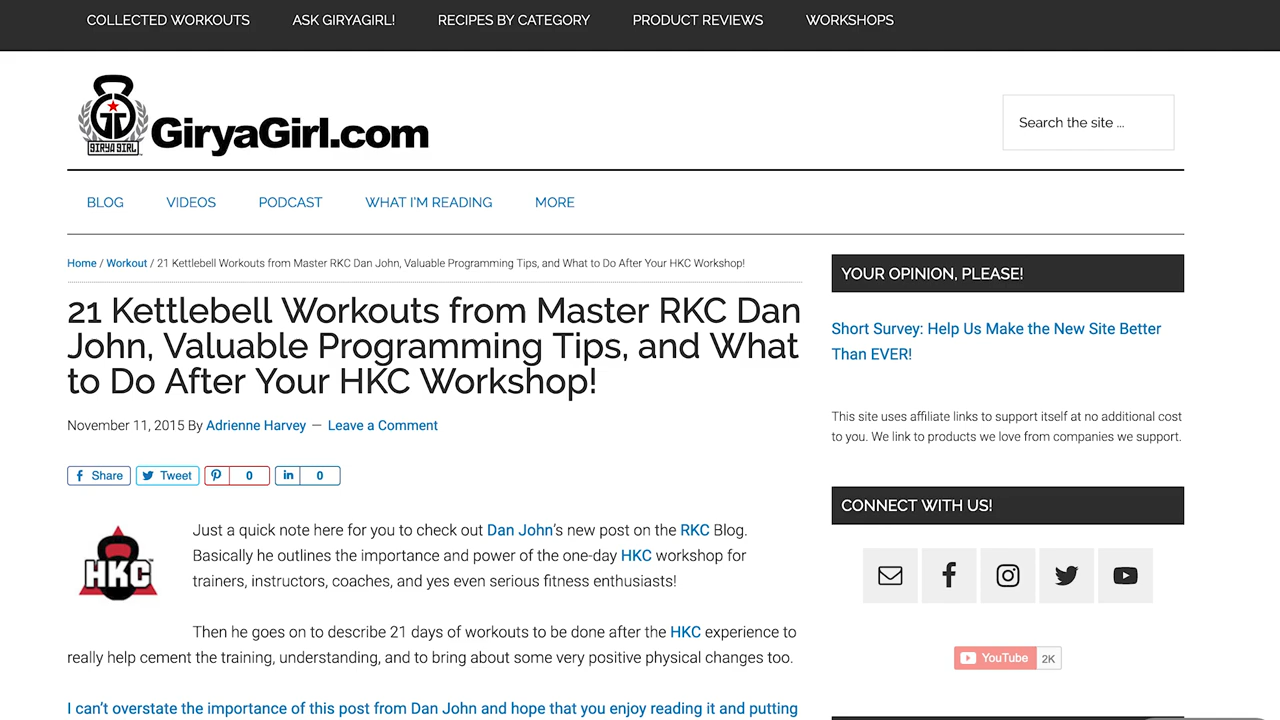 COLLECTED WORKOUTS ASK GIRYAGIRL! RECIPES BY CATEGORY PRODUCT REVIEWS WORKSHOPS
GIRYA GIRL
GiryaGirl.com
Search the site ...
BLOG VIDEOS PODCAST WHAT I'M READING MORE
Home / Workout / 21 Kettlebell Workouts from Master RKC Dan John, Valuable Programming Tips, and What to Do After Your HKC Workshop!
21 Kettlebell Workouts from Master RKC Dan
John, Valuable Programming Tips, and What
to Do After Your HKC Workshop!
November 11, 2015 By Adrienne Harvey — Leave a Comment
Share Tweet 0 0
HKC
Just a quick note here for you to check out Dan John's new post on the RKC Blog.
Basically he outlines the importance and power of the one-day HKC workshop for
trainers, instructors, coaches, and yes even serious fitness enthusiasts!
Then he goes on to describe 21 days of workouts to be done after the HKC experience to
really help cement the training, understanding, and to bring about some very positive physical changes too.
I can't overstate the importance of this post from Dan John and hope that you enjoy reading it and putting
YOUR OPINION, PLEASE!
Short Survey: Help Us Make the New Site Better
Than EVER!
This site uses affiliate links to support itself at no additional cost
to you. We link to products we love from companies we support.
CONNECT WITH US!
YouTube 2K